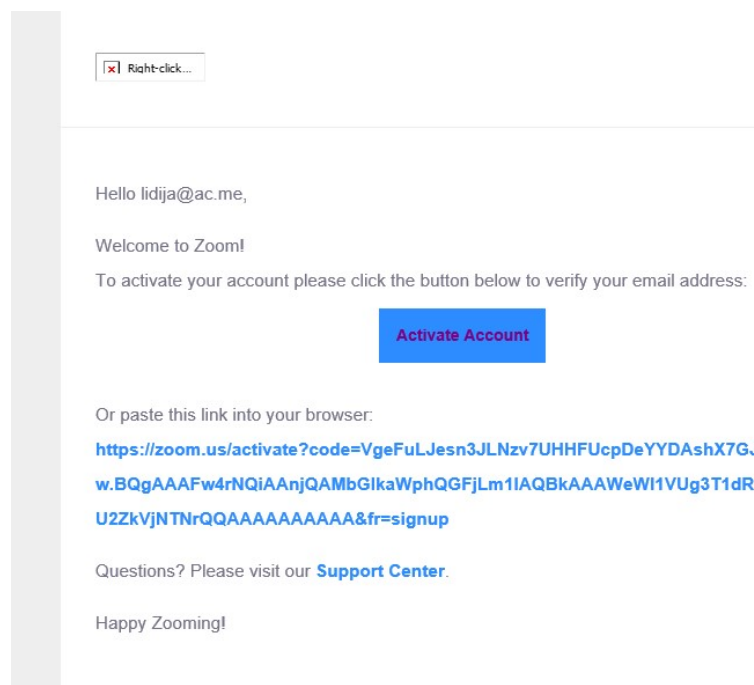 Right-click...
Hello lidija@ac.me,
Welcome to Zoom!
To activate your account please click the button below to verify your email address:
Activate Account
Or paste this link into your browser:
https://zoom.us/activate?code=VgeFuLJesn3JLNzv7UHHFUcpDeYYDAshX7GJ
w.BQgAAAFw4rNQiAAnjQAMbGlkaWphQGFjLm1lAQBkAAAWeWI1VUg3T1dR
U2ZkVjNTNrQQAAAAAAAAAA&fr=signup
Questions? Please visit our Support Center.
Happy Zooming!